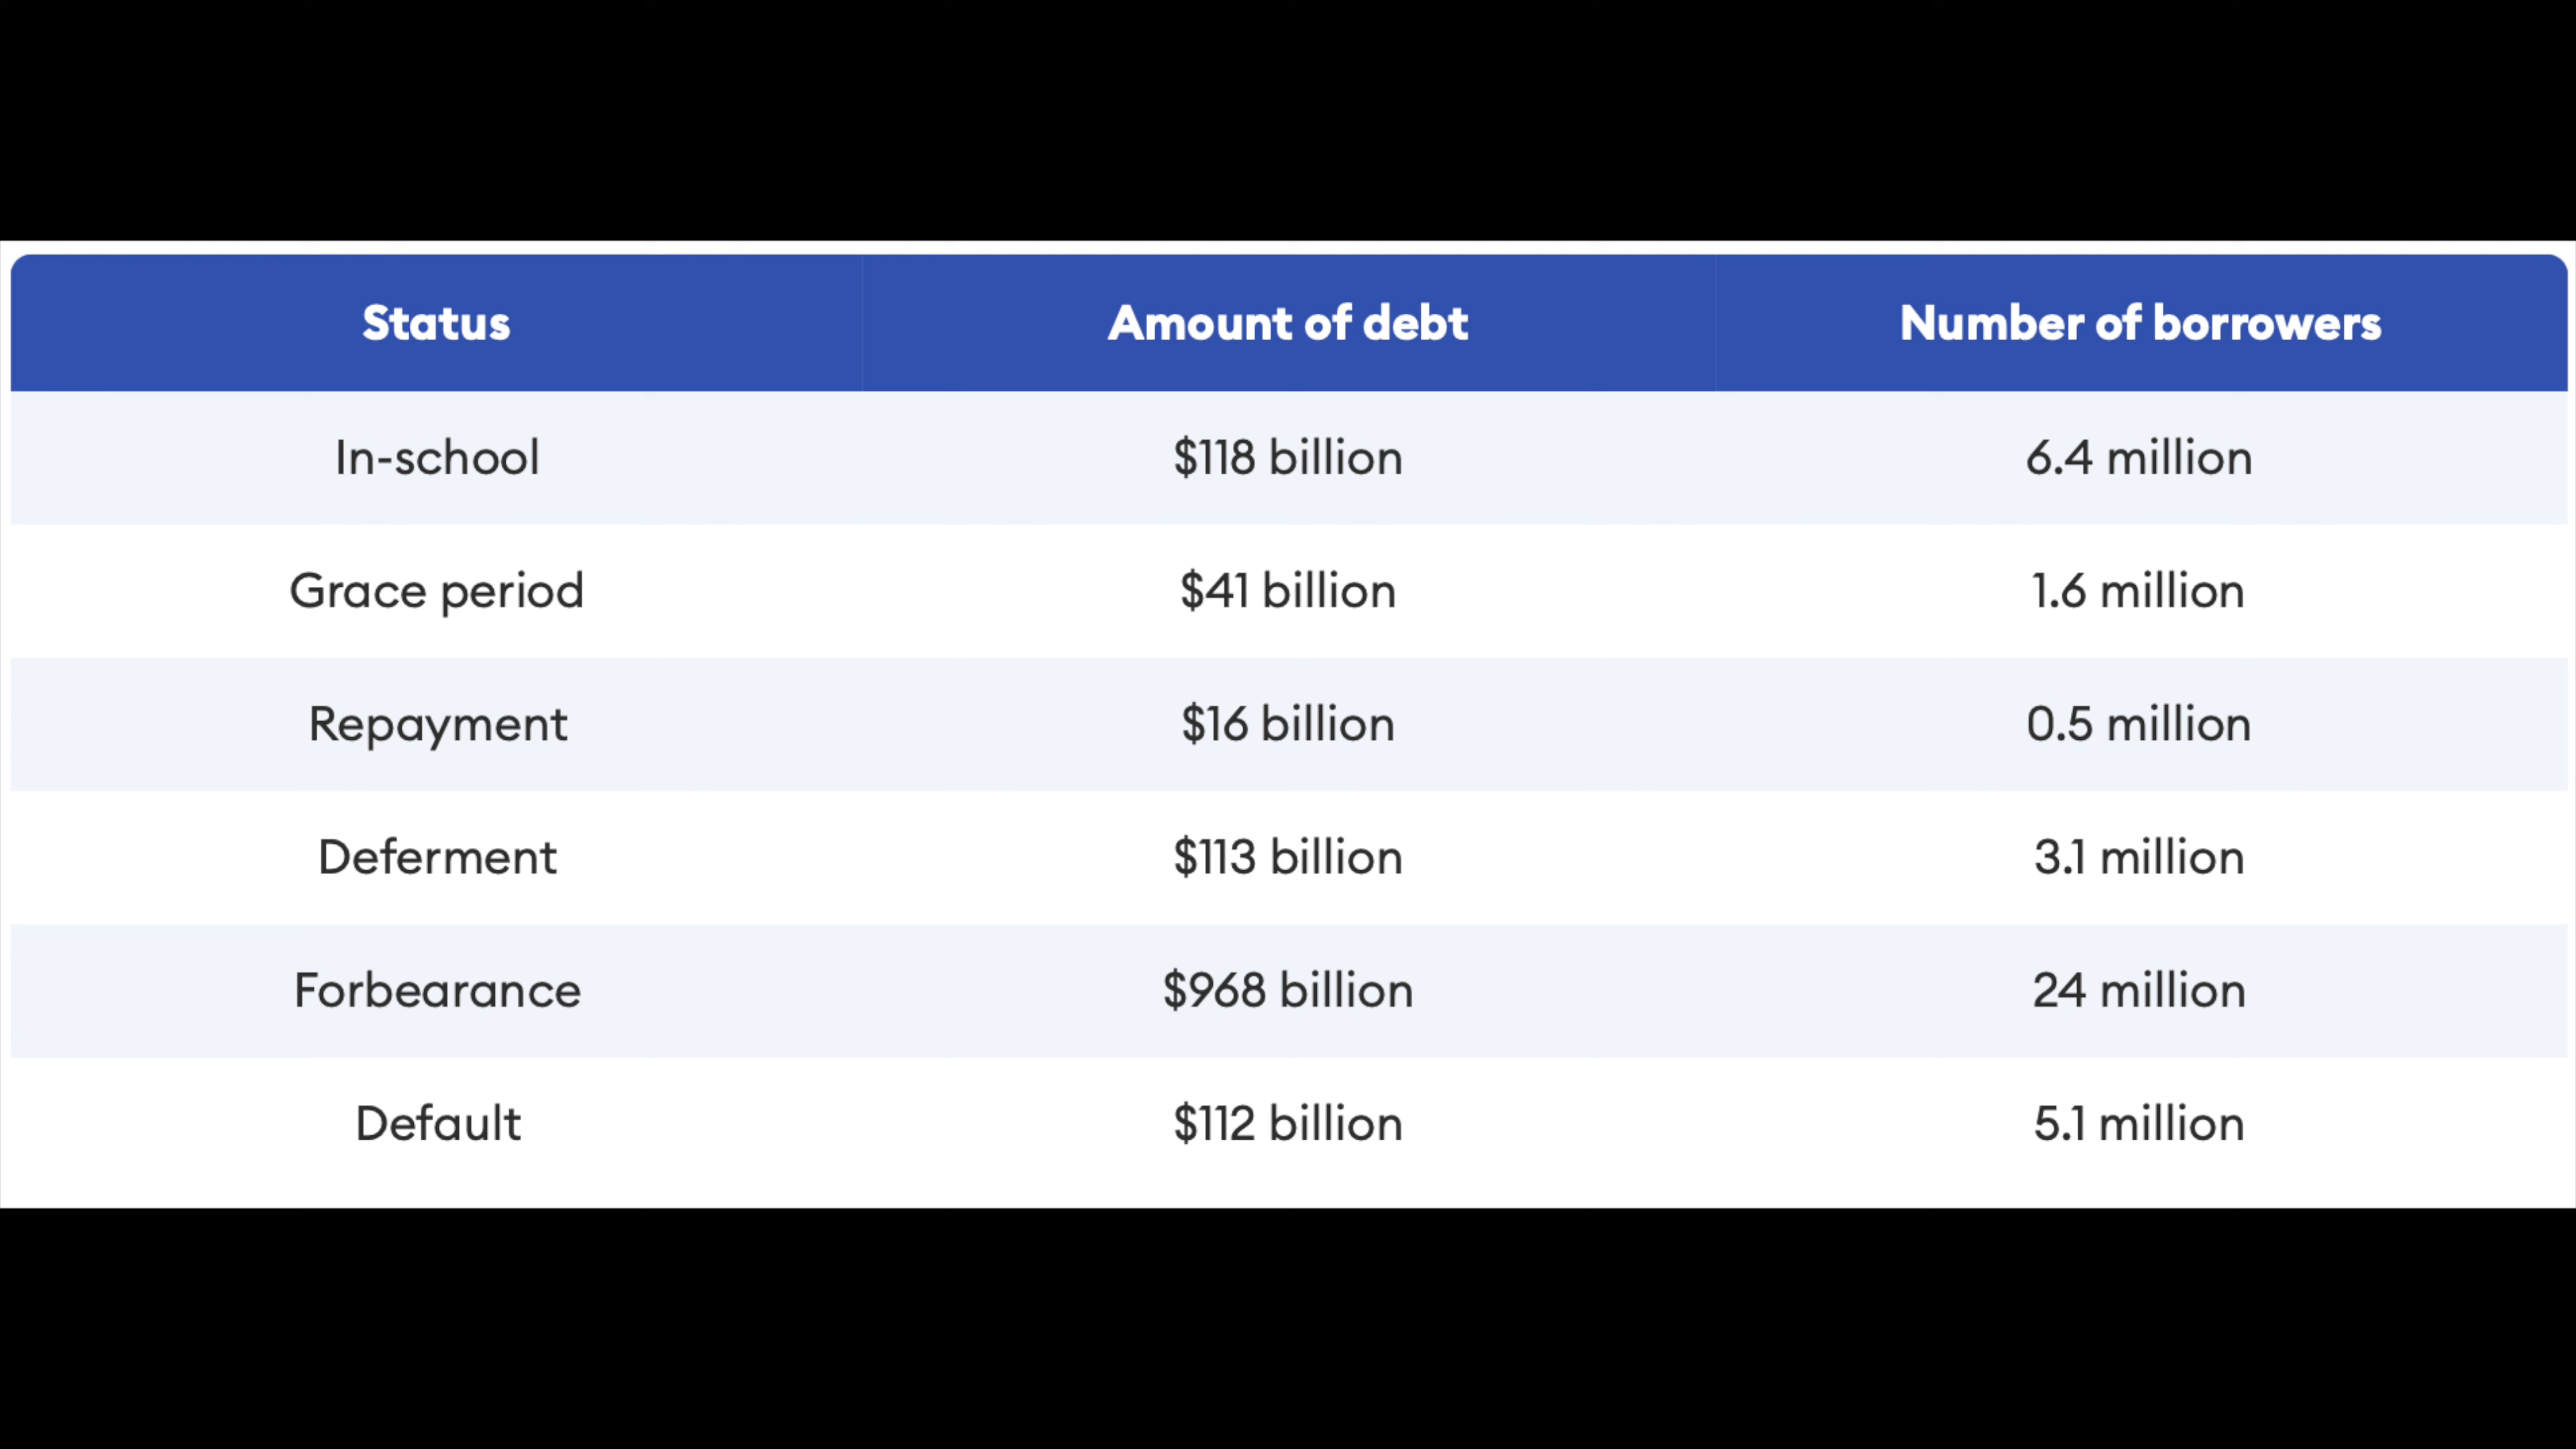 Status Amount of debt Number of borrowers
In-school $118 billion 6.4 million
Grace period $41 billion 1.6 million
Repayment $16 billion 0.5 million
Deferment $113 billion 3.1 million
Forbearance $968 billion 24 million
Default $112 billion 5.1 million